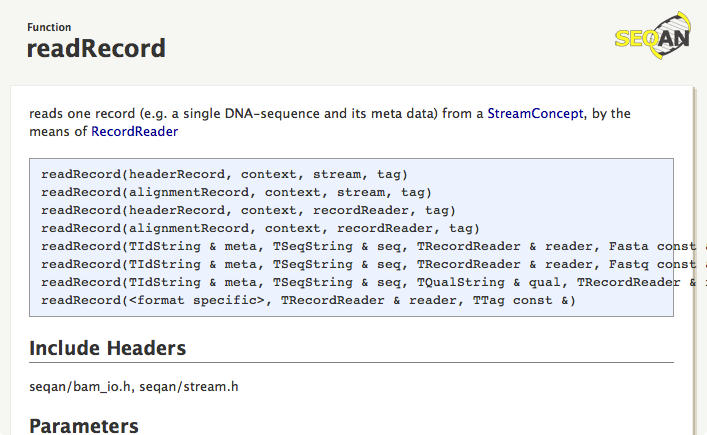 Function
readRecord
SEQAN
reads one record (e.g. a single DNA-sequence and its meta data) from a StreamConcept, by the
means of RecordReader
readRecord(headerRecord, context, stream, tag)
readRecord(alignmentRecord, context, stream, tag)
readRecord(headerRecord, context, recordReader, tag)
readRecord(alignmentRecord, context, recordReader, tag)
readRecord(TIdString & meta, TSeqString & seq, TRecordReader & reader, Fasta const &
readRecord(TIdString & meta, TSeqString & seq, TRecordReader & reader, Fastq const &
readRecord(TIdString & meta, TSeqString & seq, TQualString & qual, TRecordReader &
readRecord(<format specific>, TRecordReader & reader, TTag const &)
Include Headers
seqan/bam_io.h, seqan/stream.h
Parameters